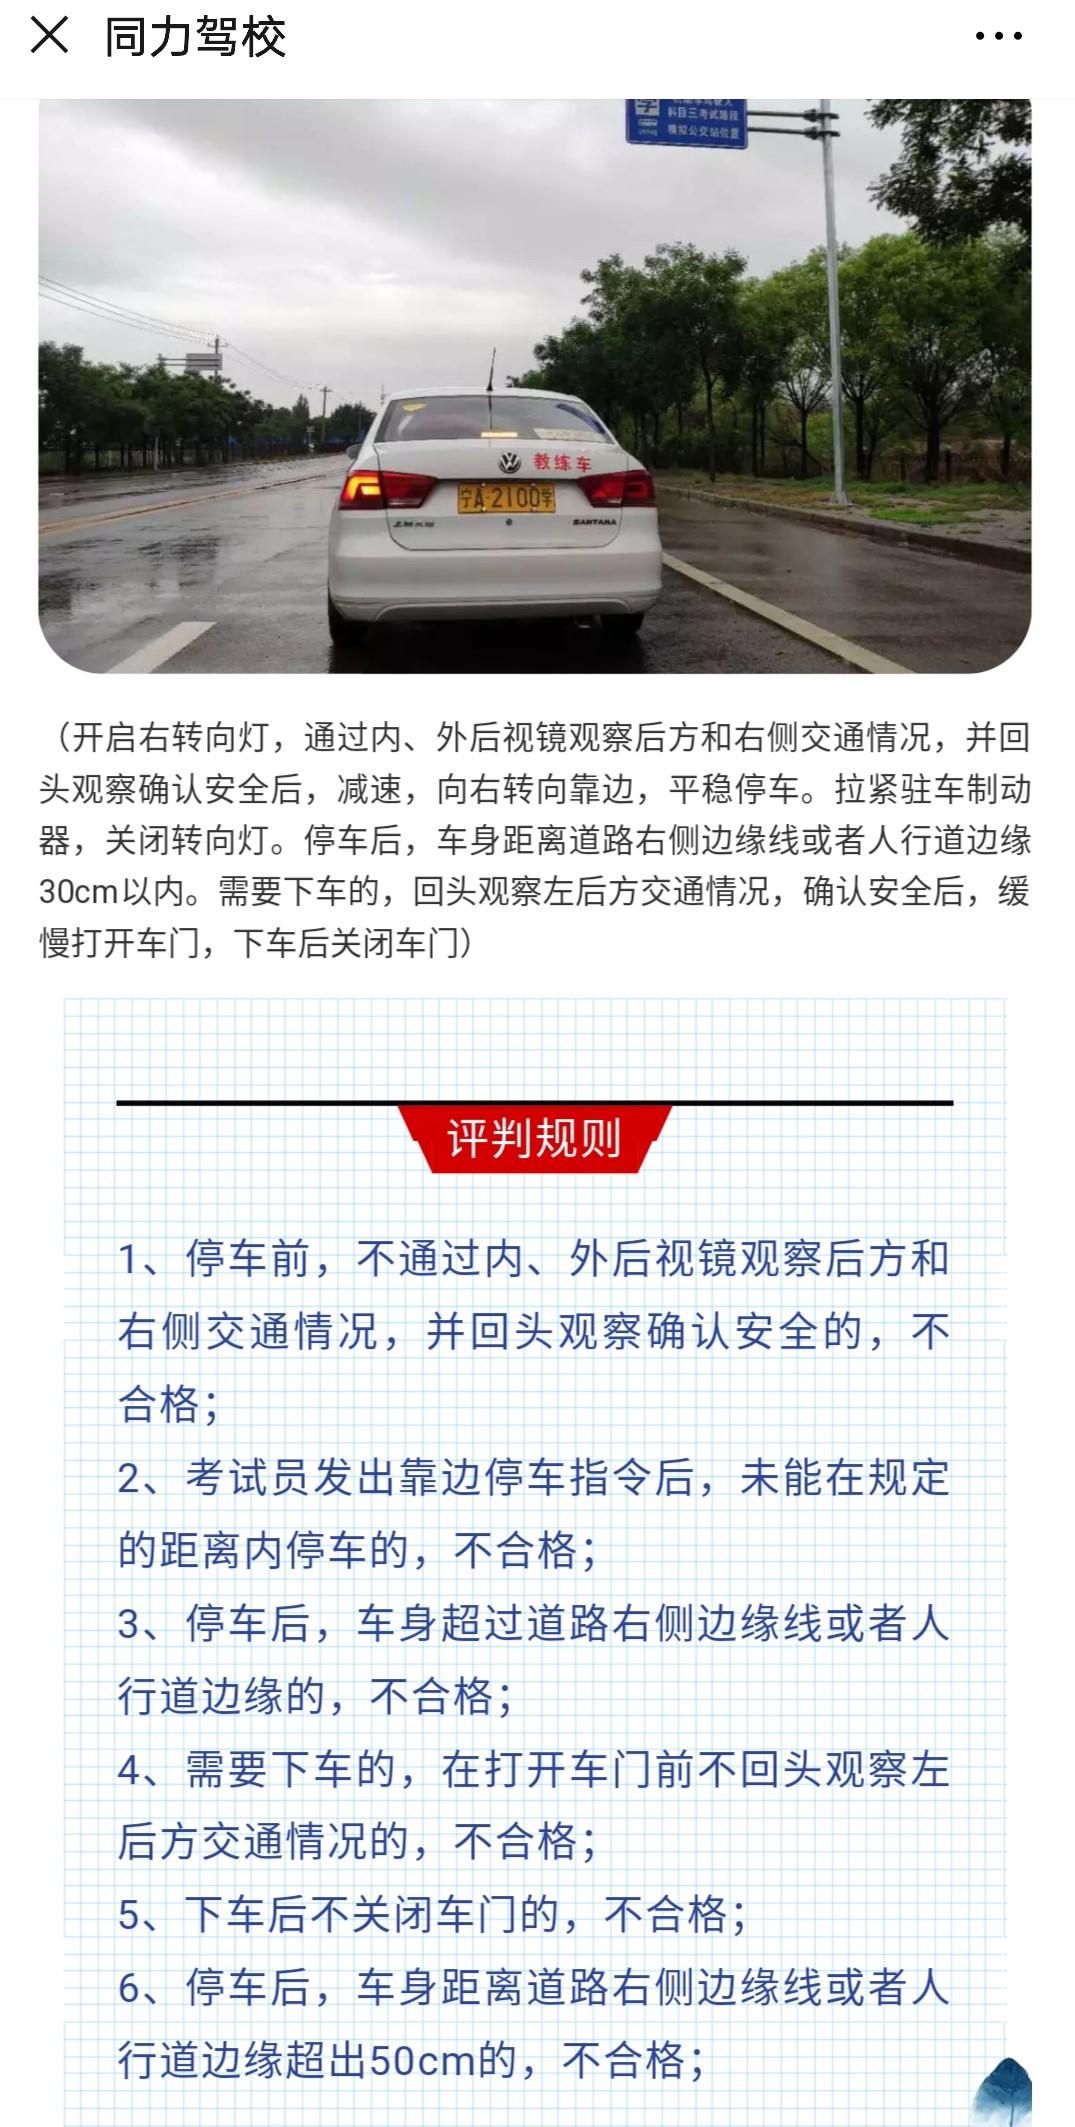 同力驾校
科目三考试路段
模拟公交站位置
教练车
宁A·2100学
SANTANA
（开启右转向灯，通过内、外后视镜观察后方和右侧交通情况，并回
头观察确认安全后，减速，向右转向靠边，平稳停车。拉紧驻车制动
器，关闭转向灯。停车后，车身距离道路右侧边缘线或者人行道边缘
30cm以内。需要下车的，回头观察左后方交通情况，确认安全后，缓
慢打开车门，下车后关闭车门）
评判规则
1、停车前，不通过内、外后视镜观察后方和
右侧交通情况，并回头观察确认安全的，不
合格；
2、考试员发出靠边停车指令后，未能在规定
的距离内停车的，不合格；
3、停车后，车身超过道路右侧边缘线或者人
行道边缘的，不合格；
4、需要下车的，在打开车门前不回头观察左
后方交通情况的，不合格；
5、下车后不关闭车门的，不合格；
6、停车后，车身距离道路右侧边缘线或者人
行道边缘超出50cm的，不合格；